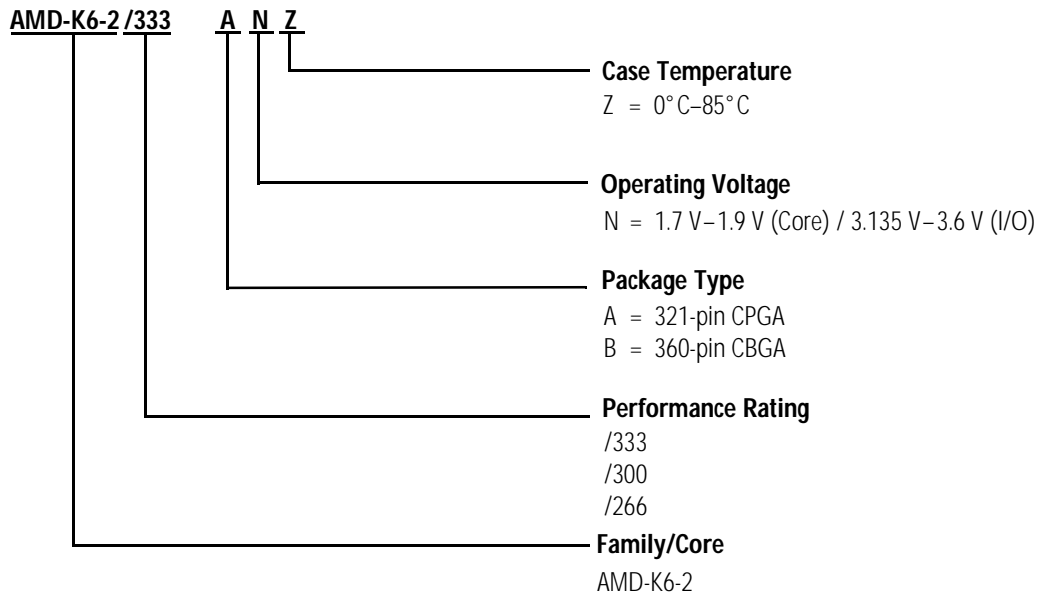 AMD-K6-2 /333 A N Z
Case Temperature
Z = 0°C–85°C
Operating Voltage
N = 1.7 V–1.9 V (Core) / 3.135 V–3.6 V (I/O)
Package Type
A = 321-pin CPGA
B = 360-pin CBGA
Performance Rating
/333
/300
/266
Family/Core
AMD-K6-2